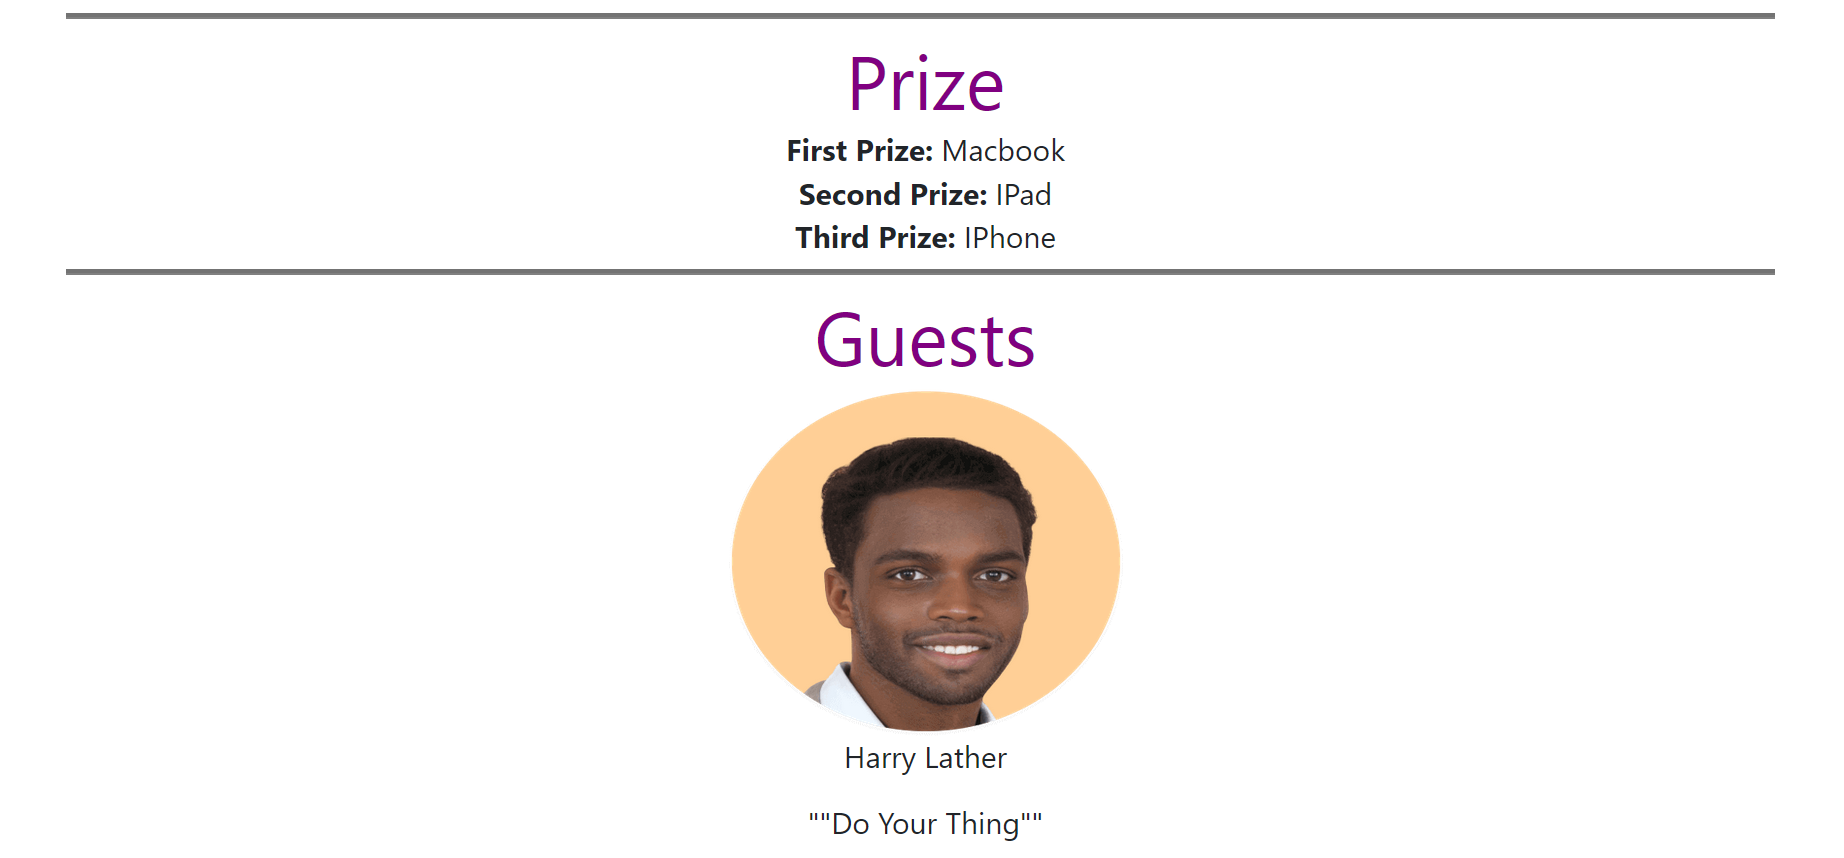 Prize
First Prize: Macbook
Second Prize: IPad
Third Prize: IPhone
Guests
Harry Lather
""Do Your Thing""